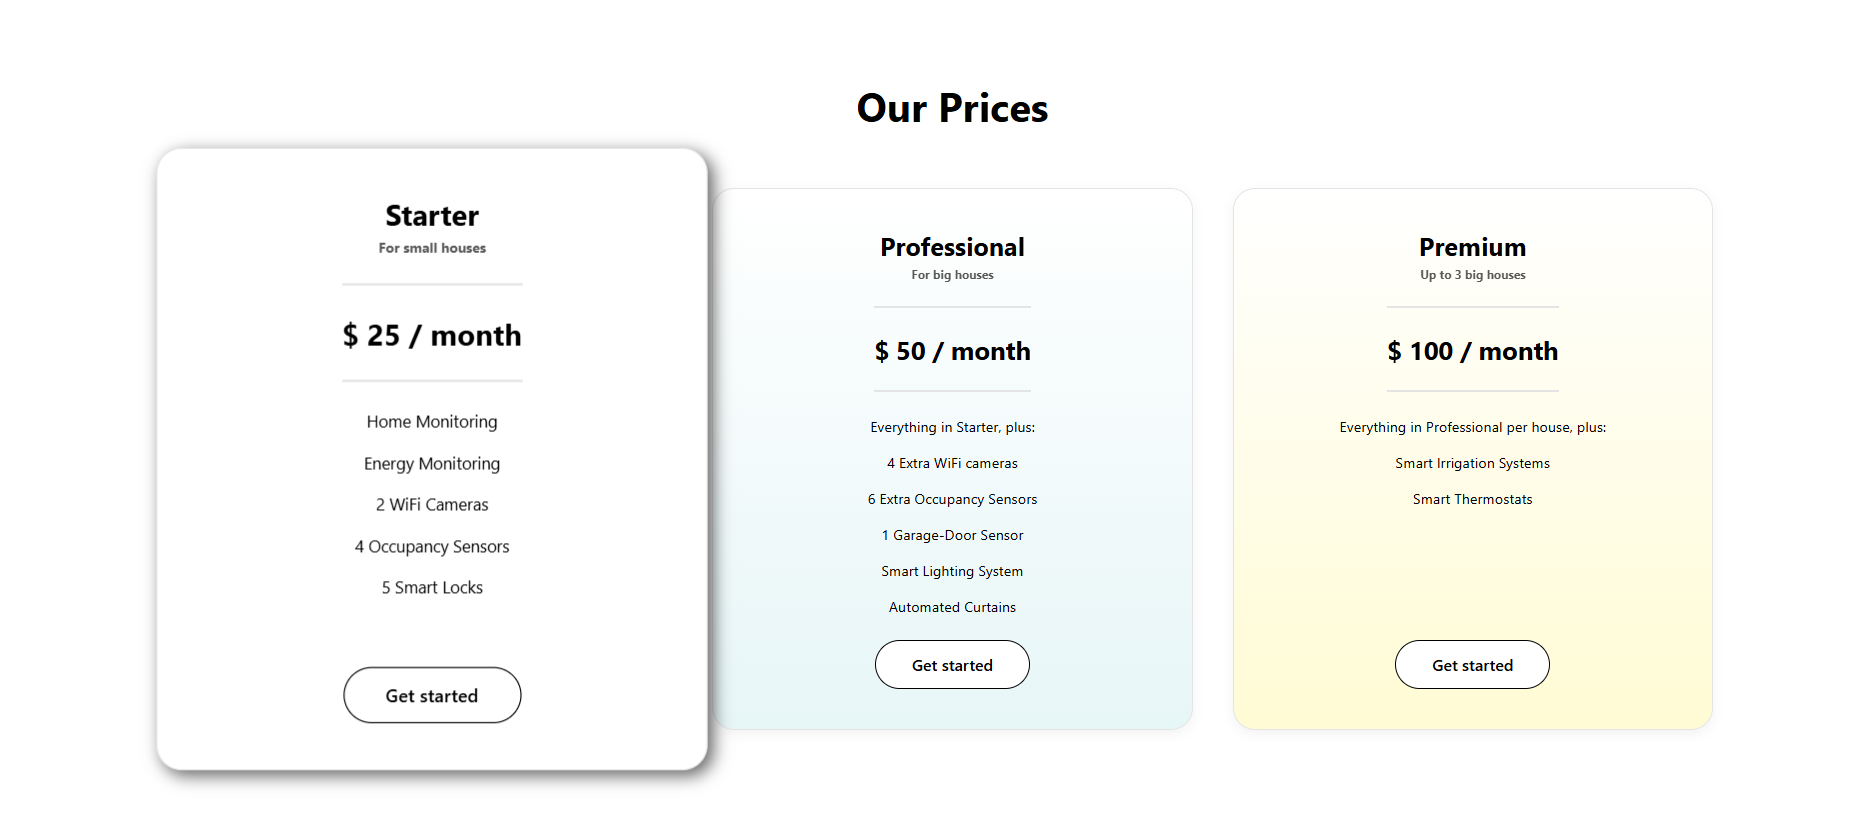 Our Prices
Starter
For small houses
$ 25 / month
Home Monitoring
Energy Monitoring
2 WiFi Cameras
4 Occupancy Sensors
5 Smart Locks
Get started
Professional
For big houses
$ 50 / month
Everything in Starter, plus:
4 Extra WiFi cameras
6 Extra Occupancy Sensors
1 Garage-Door Sensor
Smart Lighting System
Automated Curtains
Get started
Premium
Up to 3 big houses
$ 100 / month
Everything in Professional per house, plus:
Smart Irrigation Systems
Smart Thermostats
Get started